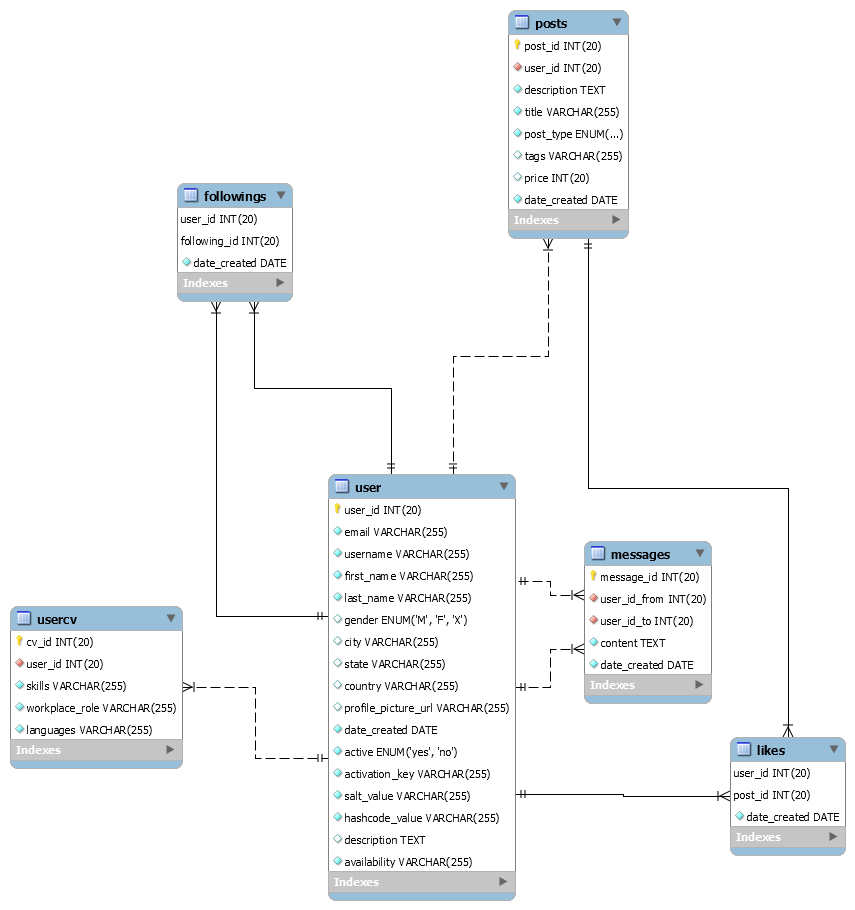 posts
post_id INT(20)
user_id INT(20)
description TEXT
title VARCHAR(255)
post_type ENUM(...)
tags VARCHAR(255)
price INT(20)
date_created DATE
Indexes
followings
user_id INT(20)
following_id INT(20)
date_created DATE
Indexes
user
user_id INT(20)
email VARCHAR(255)
username VARCHAR(255)
first_name VARCHAR(255)
last_name VARCHAR(255)
gender ENUM('M', 'F', 'X')
city VARCHAR(255)
state VARCHAR(255)
country VARCHAR(255)
profile_picture_url VARCHAR(255)
date_created DATE
active ENUM('yes', 'no')
activation_key VARCHAR(255)
salt_value VARCHAR(255)
hashcode_value VARCHAR(255)
description TEXT
availability VARCHAR(255)
Indexes
messages
message_id INT(20)
user_id_from INT(20)
user_id_to INT(20)
content TEXT
date_created DATE
Indexes
usercv
cv_id INT(20)
user_id INT(20)
skills VARCHAR(255)
workplace_role VARCHAR(255)
languages VARCHAR(255)
Indexes
likes
user_id INT(20)
post_id INT(20)
date_created DATE
Indexes